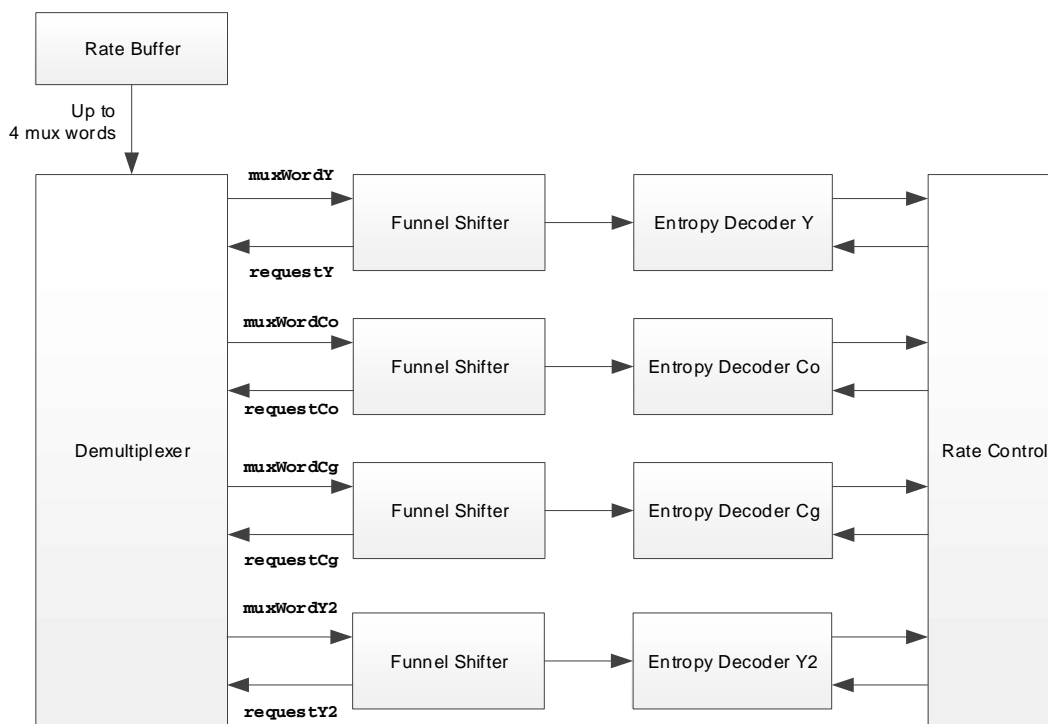 Rate Buffer
Up to
4 mux words
muxWordY
Funnel Shifter
Entropy Decoder Y
requestY
muxWordCo
Funnel Shifter
Entropy Decoder Co
requestCo
Demultiplexer
Rate Control
muxWordCg
Funnel Shifter
Entropy Decoder Cg
requestCg
muxWordY2
Funnel Shifter
Entropy Decoder Y2
requestY2